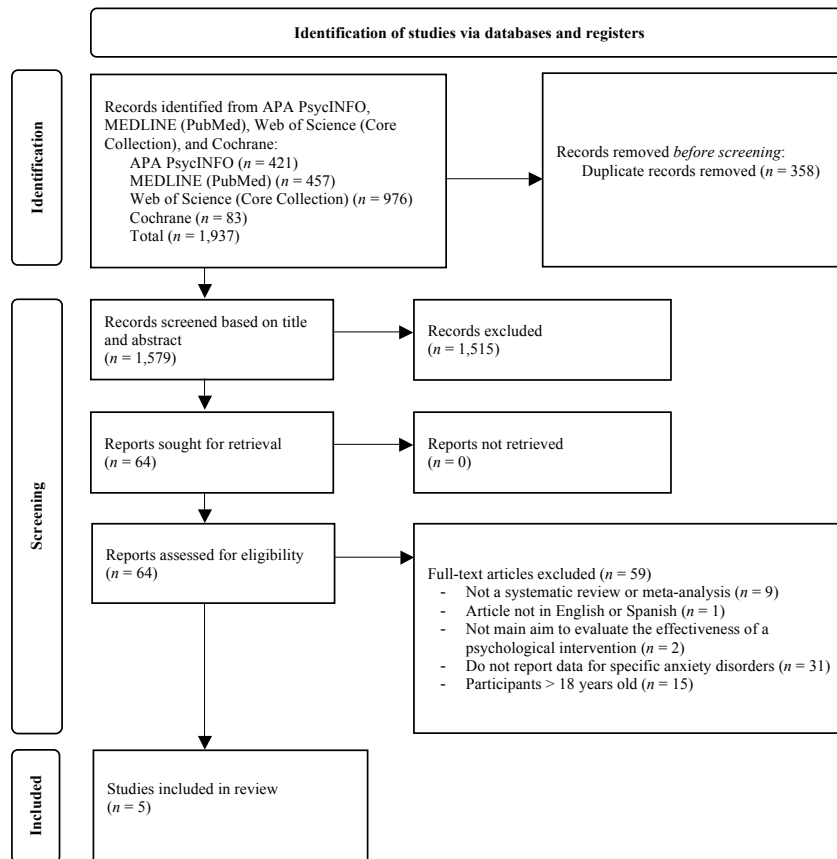 Identification of studies via databases and registers
Identification
Records identified from APA PsycINFO,
MEDLINE (PubMed), Web of Science (Core
Collection), and Cochrane:
APA PsycINFO (n = 421)
MEDLINE (PubMed) (n = 457)
Web of Science (Core Collection) (n = 976)
Cochrane (n = 83)
Total (n = 1,937)
Records removed before screening:
Duplicate records removed (n = 358)
Screening
Records screened based on title
and abstract
(n = 1,579)
Records excluded
(n = 1,515)
Reports sought for retrieval
(n = 64)
Reports not retrieved
(n = 0)
Reports assessed for eligibility
(n = 64)
Full-text articles excluded (n = 59)
- Not a systematic review or meta-analysis (n = 9)
- Article not in English or Spanish (n = 1)
- Not main aim to evaluate the effectiveness of a
psychological intervention (n = 2)
- Do not report data for specific anxiety disorders (n = 31)
- Participants > 18 years old (n = 15)
Included
Studies included in review
(n = 5)